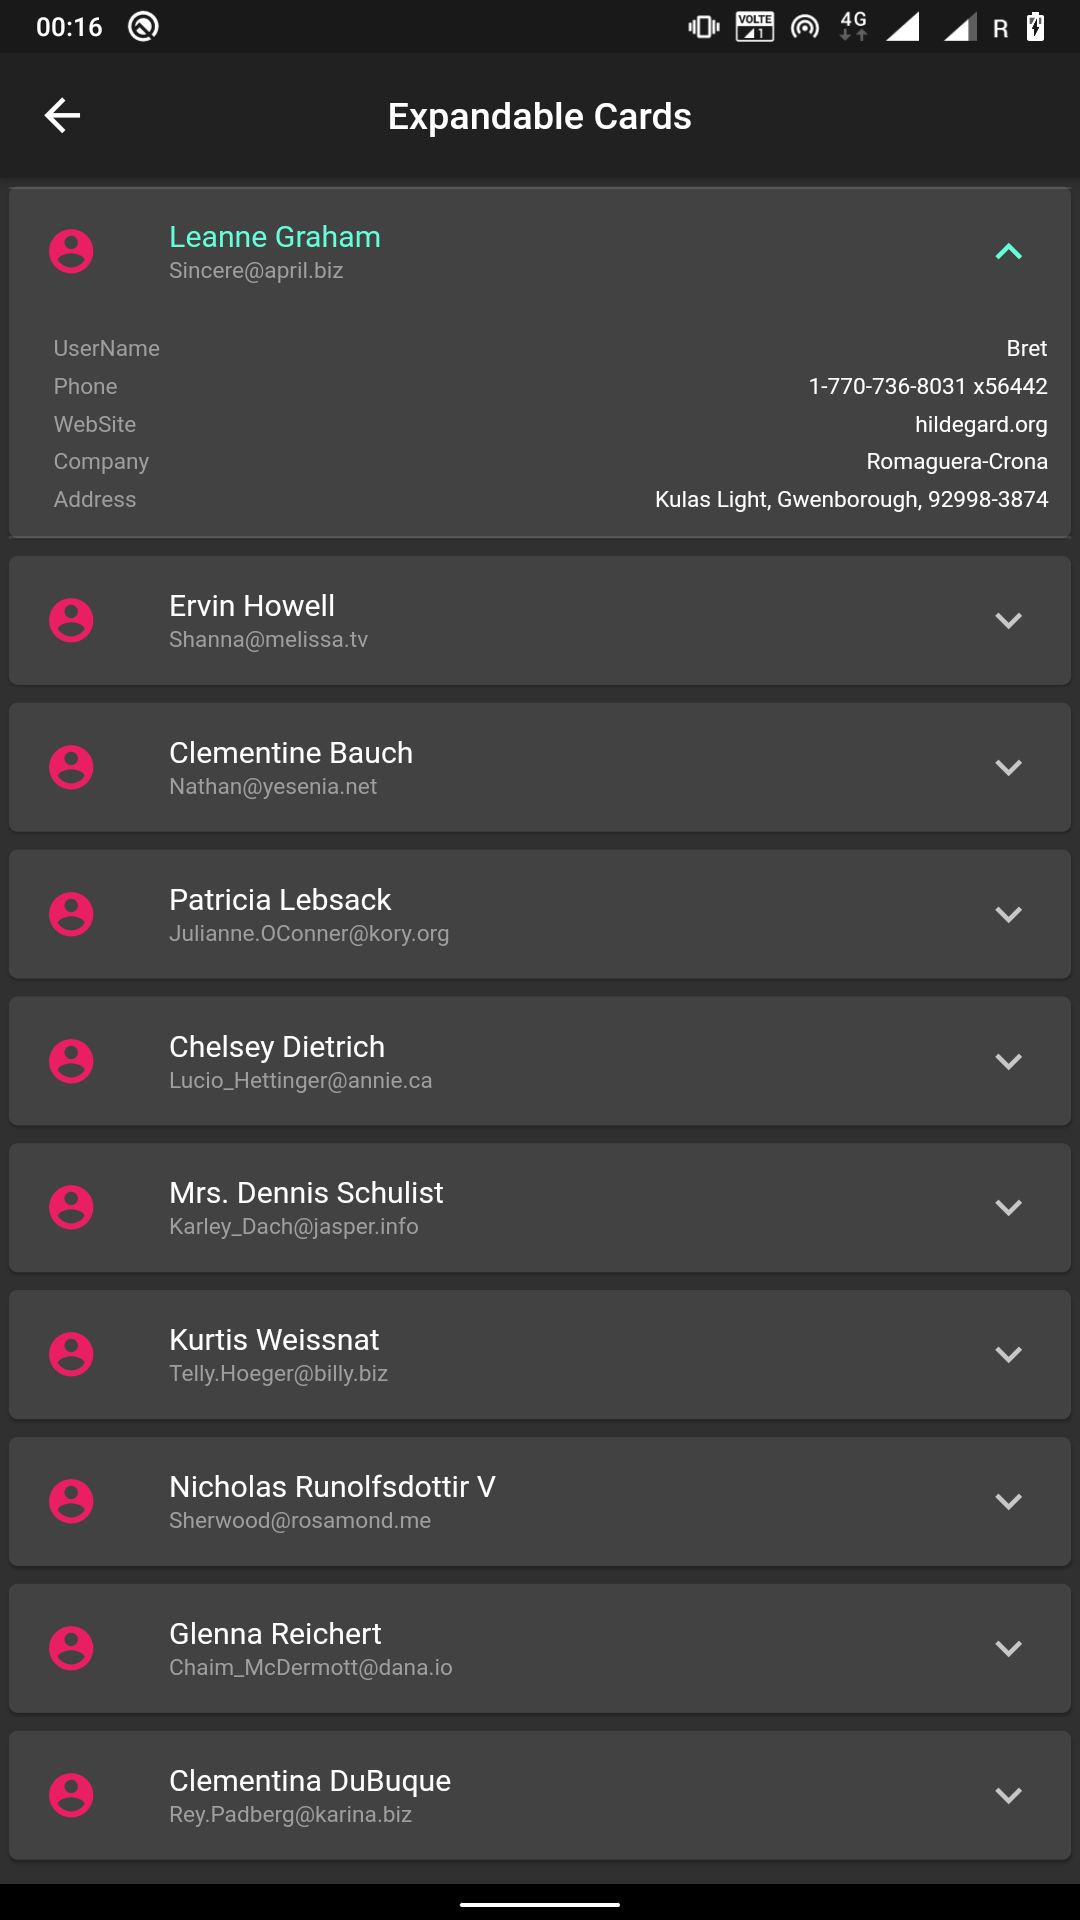 00:16 VOLTE 1 4G R
Expandable Cards
Leanne Graham
Sincere@april.biz
UserName Bret
Phone 1-770-736-8031 x56442
WebSite hildegard.org
Company Romaguera-Crona
Address Kulas Light, Gwenborough, 92998-3874
Ervin Howell
Shanna@melissa.tv
Clementine Bauch
Nathan@yesenia.net
Patricia Lebsack
Julianne.OConner@kory.org
Chelsey Dietrich
Lucio_Hettinger@annie.ca
Mrs. Dennis Schulist
Karley_Dach@jasper.info
Kurtis Weissnat
Telly.Hoeger@billy.biz
Nicholas Runolfsdottir V
Sherwood@rosamond.me
Glenna Reichert
Chaim_McDermott@dana.io
Clementina DuBuque
Rey.Padberg@karina.biz